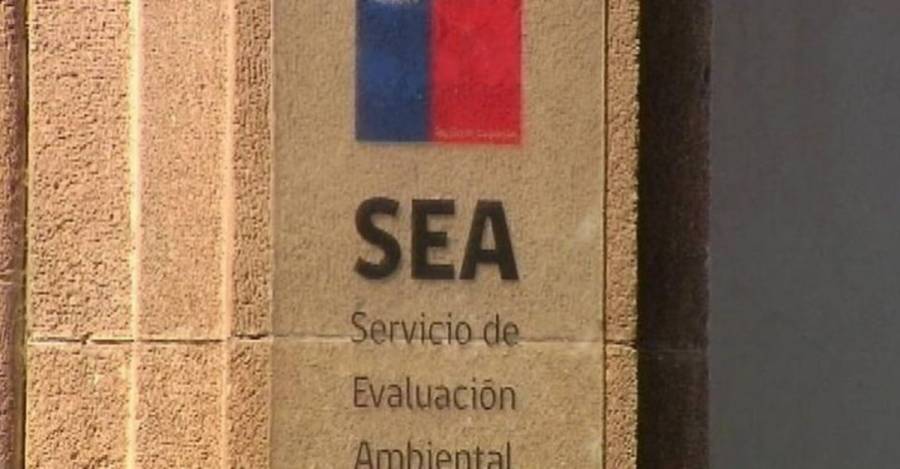 SEA
Servicio de
Evaluación
Ambiental